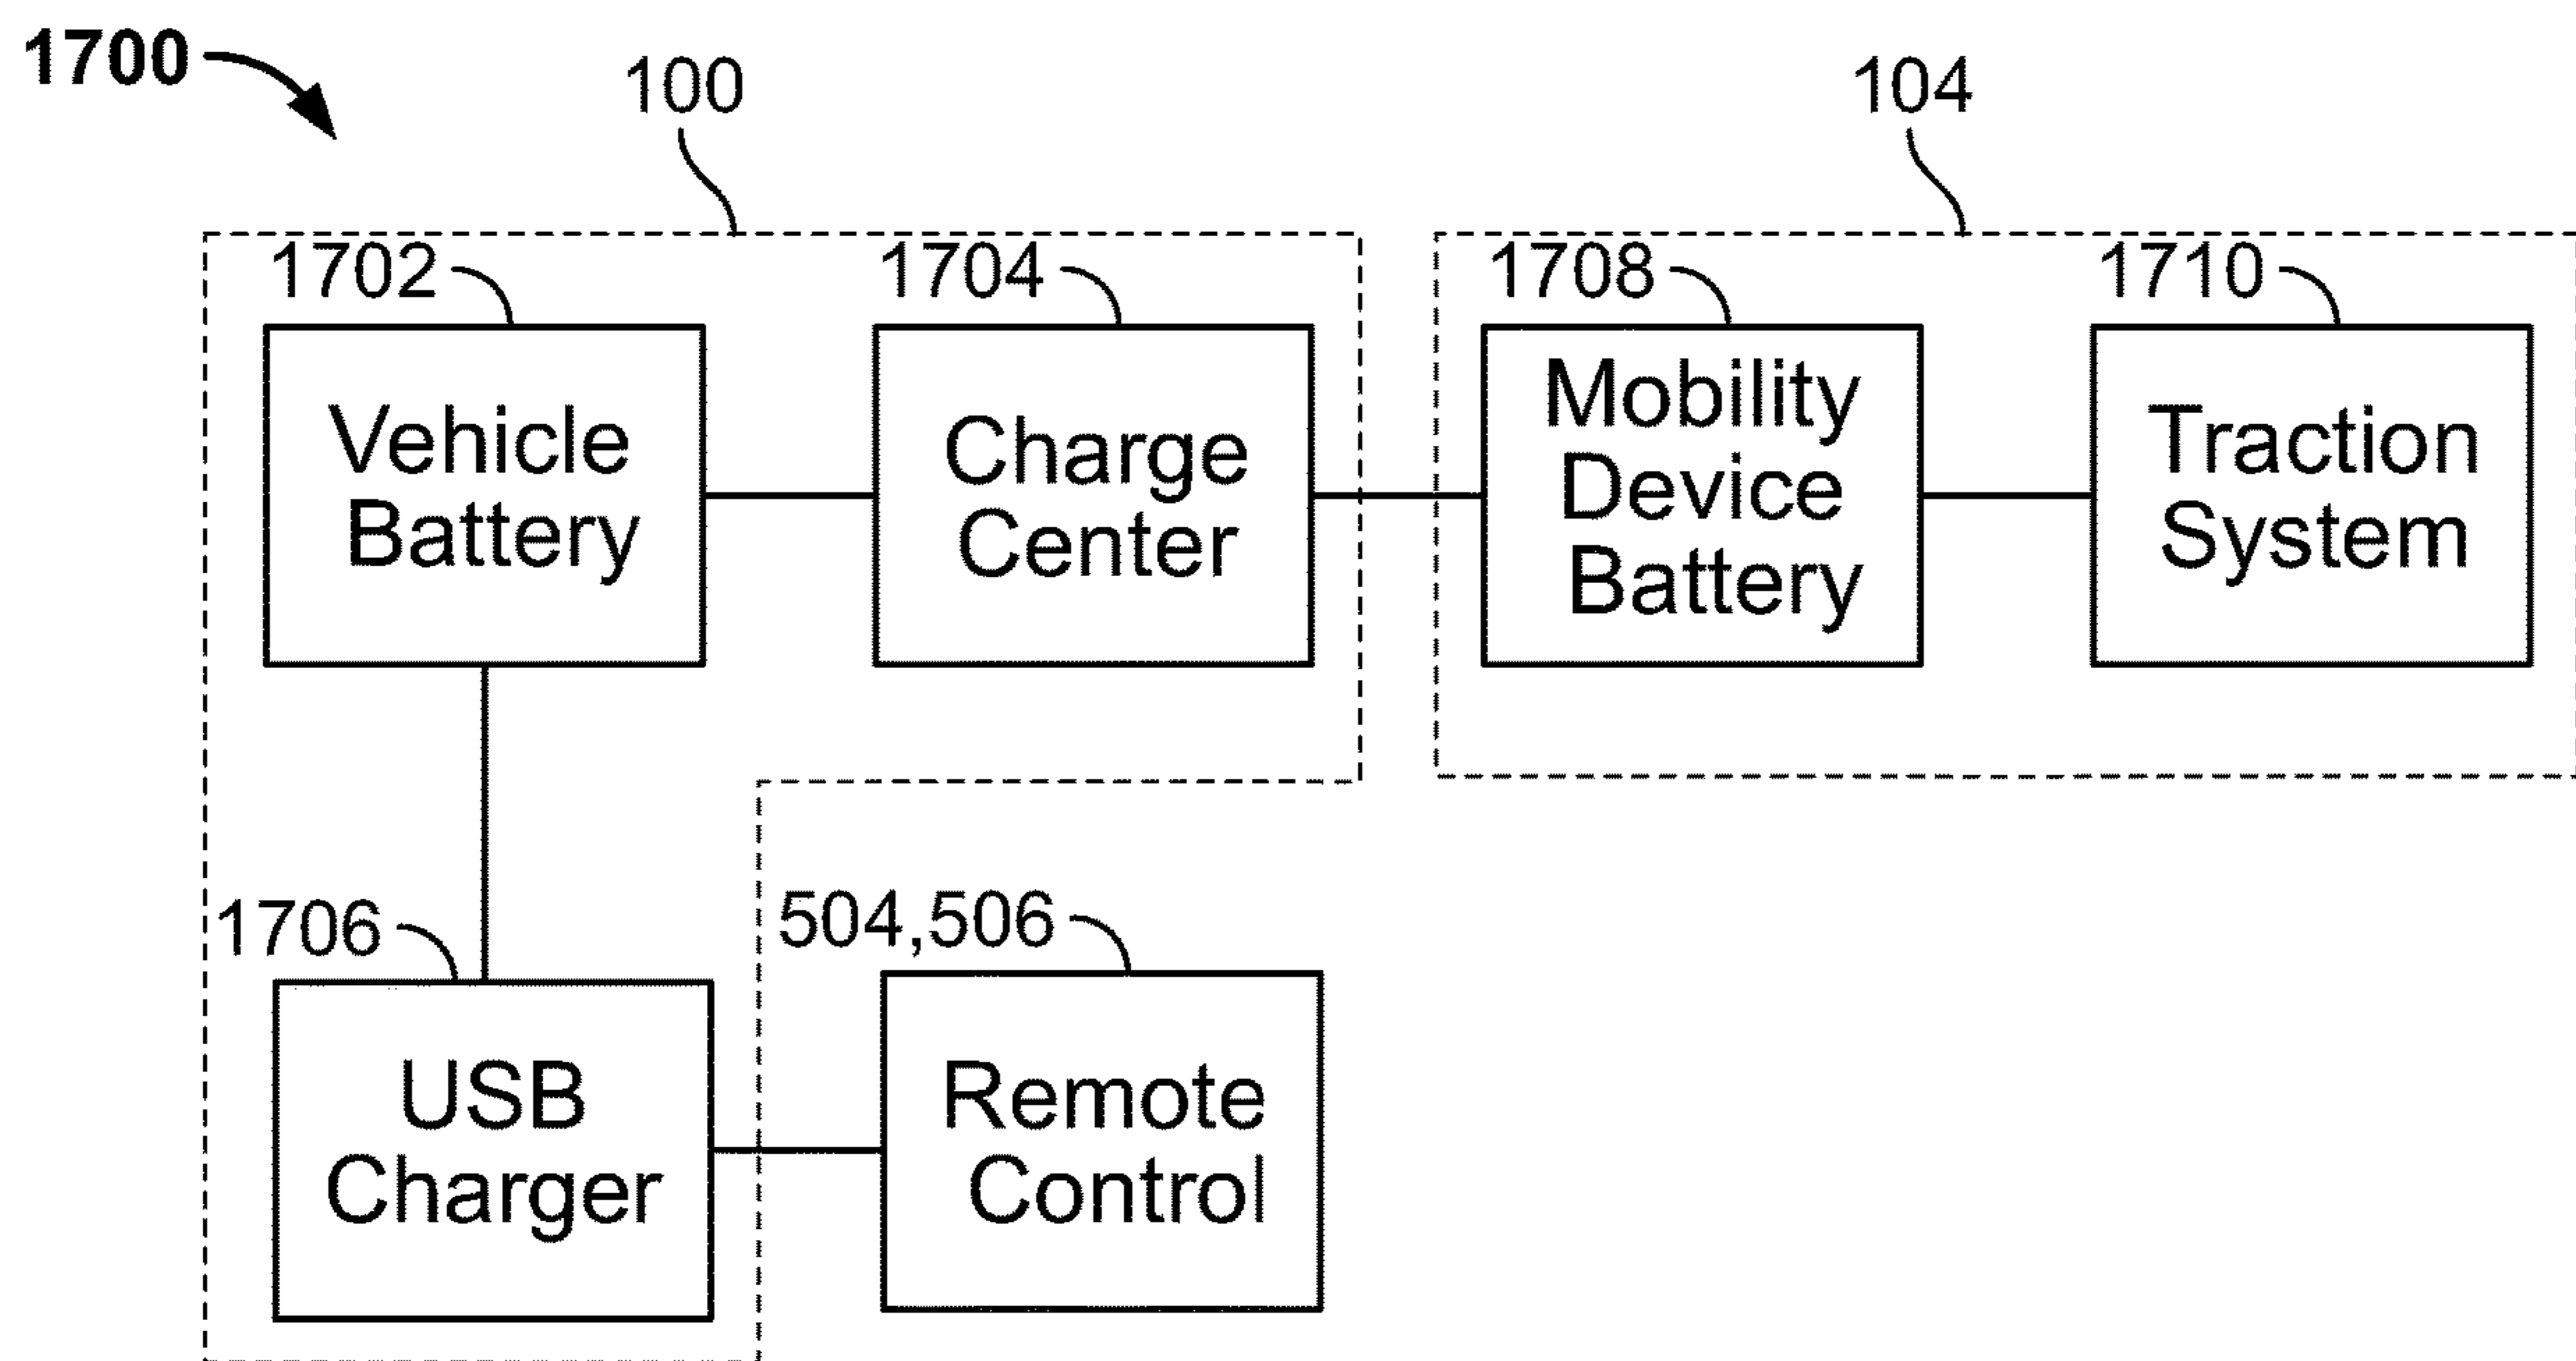 1700
100
104
1702
1704
1708
1710
Vehicle
Battery
Charge
Center
Mobility
Device
Battery
Traction
System
1706
504,506
USB
Charger
Remote
Control